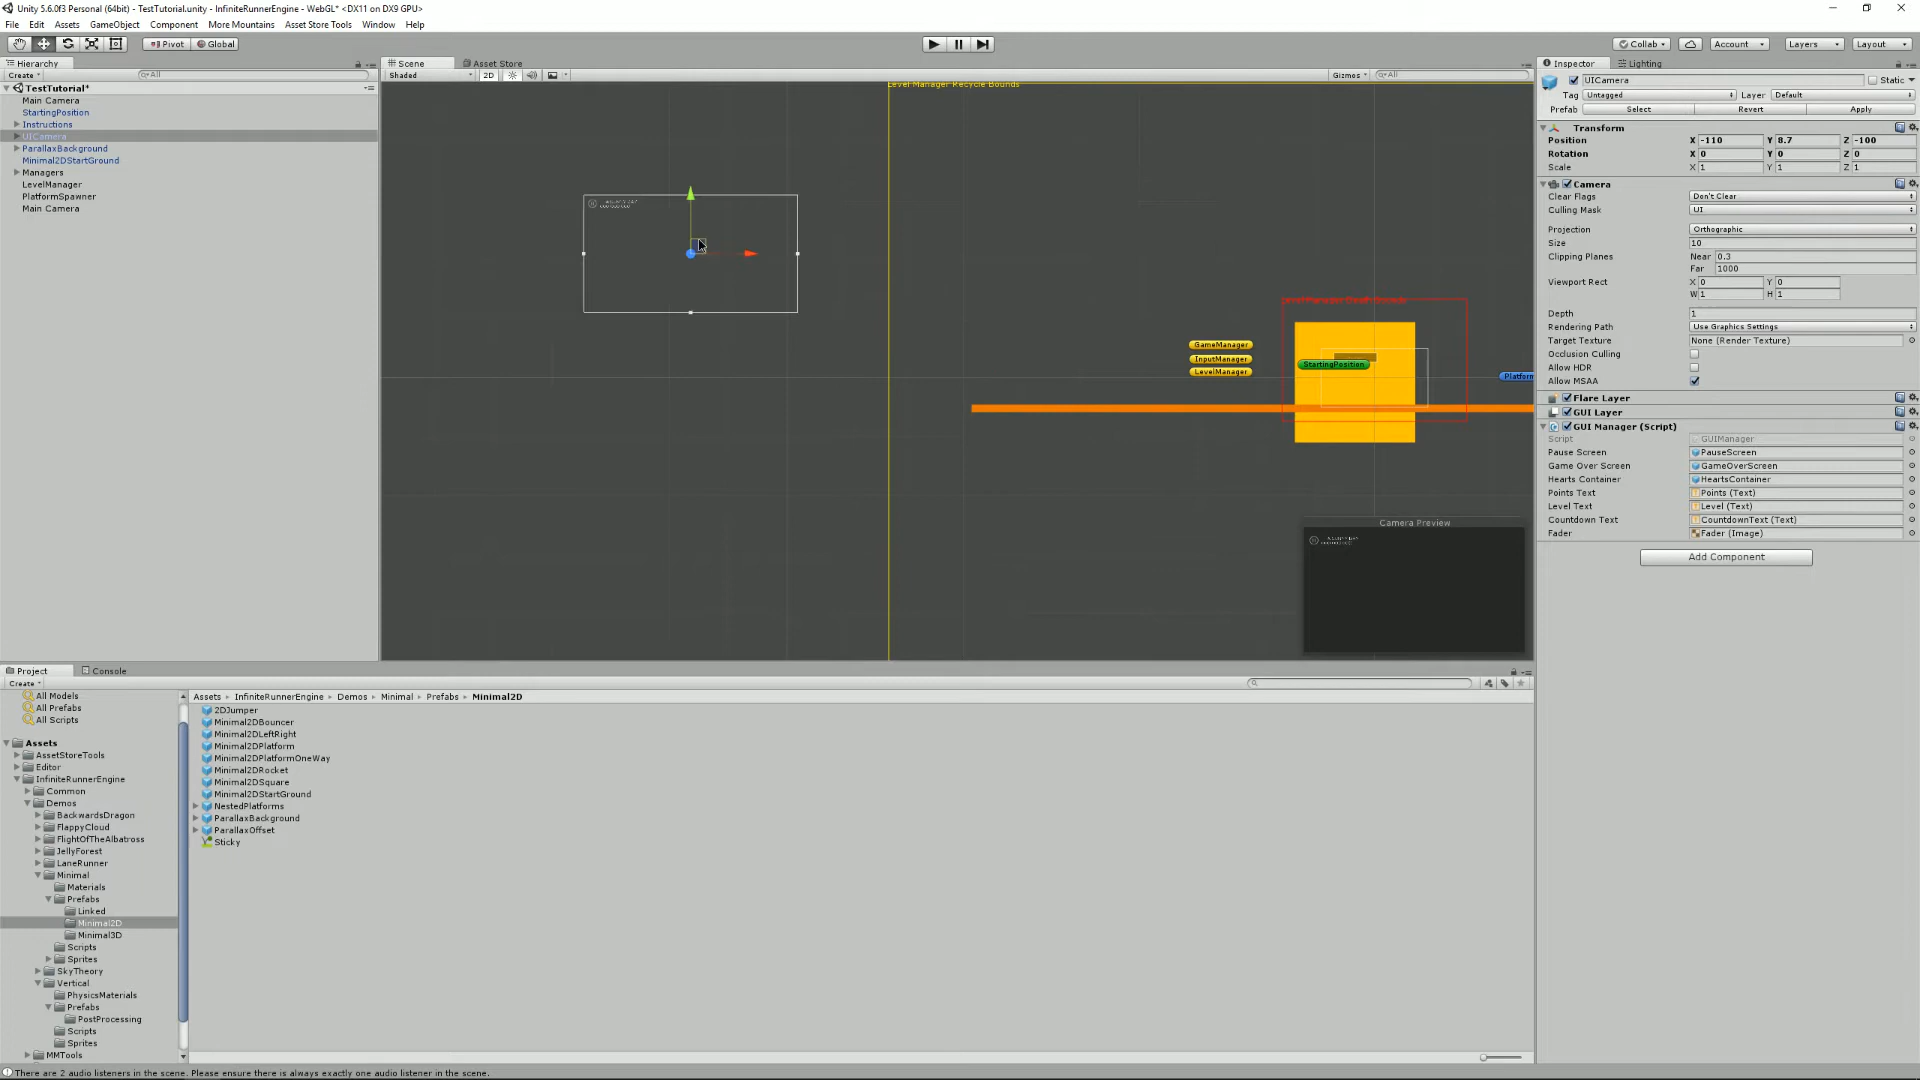 Unity 5.6.0f3 Personal (64bit) - TestTutorial.unity - InfiniteRunnerEngine - WebGL* <DX11 on DX9 GPU>
File Edit Assets GameObject Component More Mountains Asset Store Tools Window Help
Pivot Global Collab Account Layers Layout
Hierarchy Scene Asset Store Inspector Lighting
Create All Shaded 2D Gizmos All
UICamera Static
TestTutorial*
Main Camera
StartingPosition
Instructions
UICamera
ParallaxBackground
Minimal2DStartGround
Managers
LevelManager
PlatformSpawner
Main Camera
Level Manager Recycle Bounds
GameManager
InputManager
LevelManager
StartingPosition
Platform
Camera Preview
Tag Untagged Layer Default
Prefab Select Revert Apply
Transform
Position X -110 Y 8.7 Z -100
Rotation X 0 Y 0 Z 0
Scale X 1 Y 1 Z 1
Camera
Clear Flags Don't Clear
Culling Mask UI
Projection Orthographic
Size 10
Clipping Planes Near 0.3
Far 1000
Viewport Rect X 0 Y 0
W 1 H 1
Depth 1
Rendering Path Use Graphics Settings
Target Texture None (Render Texture)
Occlusion Culling
Allow HDR
Allow MSAA
Flare Layer
GUI Layer
GUI Manager (Script)
Script GUIManager
Pause Screen PauseScreen
Game Over Screen GameOverScreen
Hearts Container HeartsContainer
Points Text Points (Text)
Level Text Level (Text)
Countdown Text CountdownText (Text)
Fader Fader (Image)
Add Component
Project Console
Create
All Models
All Prefabs
All Scripts
Assets
AssetStoreTools
Editor
InfiniteRunnerEngine
Common
Demos
BackwardsDragon
FlappyCloud
FlightOfTheAlbatross
JellyForest
LaneRunner
Minimal
Materials
Prefabs
Linked
Minimal2D
Minimal3D
Scripts
Sprites
SkyTheory
Vertical
PhysicsMaterials
Prefabs
PostProcessing
Scripts
Sprites
MMTools
Assets InfiniteRunnerEngine Demos Minimal Prefabs Minimal2D
2DJumper
Minimal2DBouncer
Minimal2DLeftRight
Minimal2DPlatform
Minimal2DPlatformOneWay
Minimal2DRocket
Minimal2DSquare
Minimal2DStartGround
NestedPlatforms
ParallaxBackground
ParallaxOffset
Sticky
There are 2 audio listeners in the scene. Please ensure there is always exactly one audio listener in the scene.